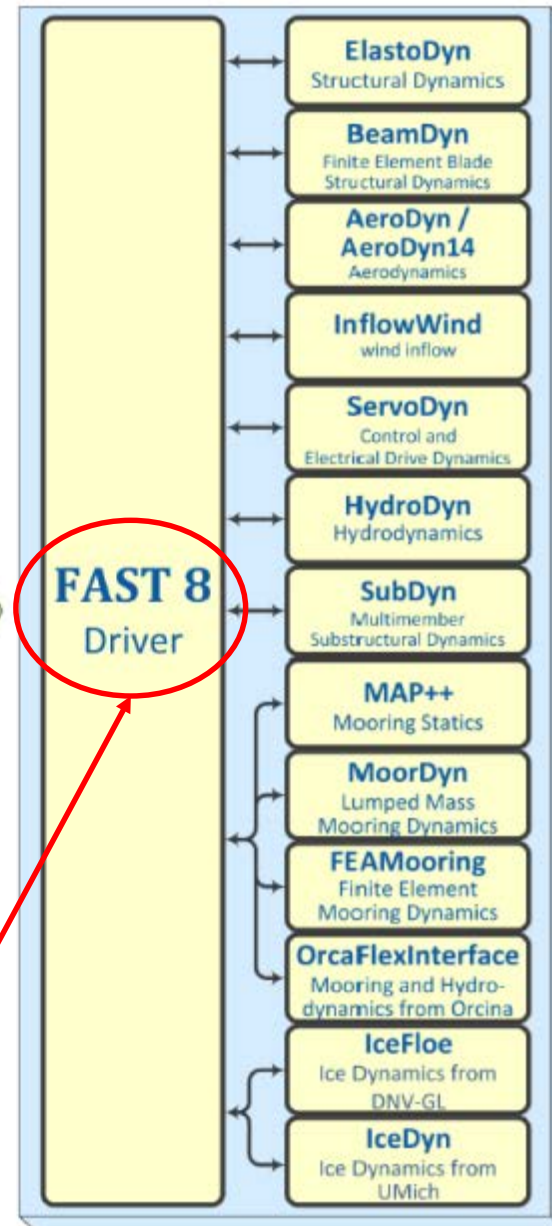 ElastoDyn
Structural Dynamics
BeamDyn
Finite Element Blade
Structural Dynamics
AeroDyn /
AeroDyn14
Aerodynamics
InflowWind
wind inflow
ServoDyn
Control and
Electrical Drive Dynamics
HydroDyn
Hydrodynamics
FAST 8
Driver
SubDyn
Multimember
Substructural Dynamics
MAP++
Mooring Statics
MoorDyn
Lumped Mass
Mooring Dynamics
FEAMooring
Finite Element
Mooring Dynamics
OrcaFlexInterface
Mooring and Hydro-
dynamics from Orcina
IceFloe
Ice Dynamics from
DNV-GL
IceDyn
Ice Dynamics from
UMich